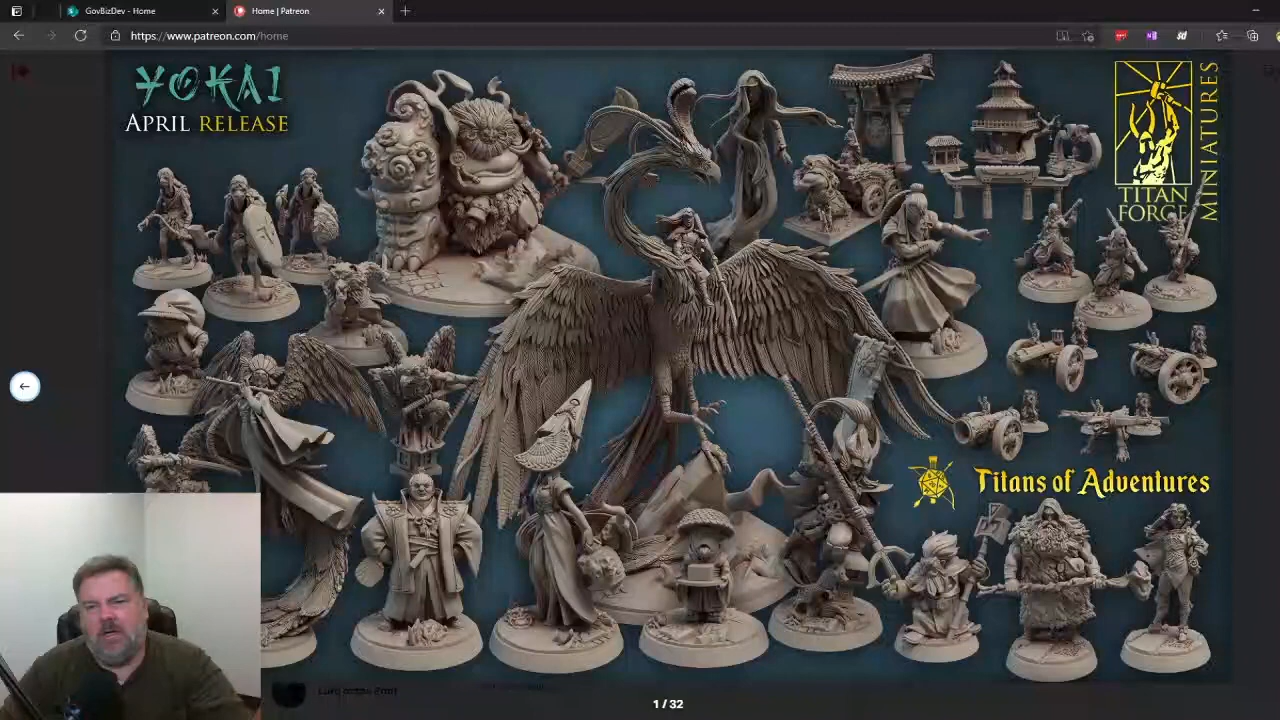 GovBizDev - Home
Home | Patreon
https://www.patreon.com/home
YOKAI
APRIL RELEASE
TITAN
FORGE
MINIATURES
Titans of Adventures
1 / 32